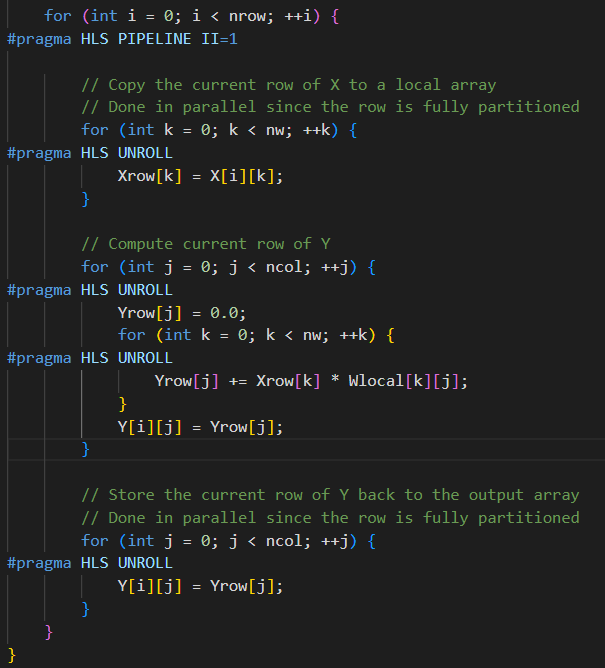 for (int i = 0; i < nrow; ++i) {
#pragma HLS PIPELINE II=1
// Copy the current row of X to a local array
// Done in parallel since the row is fully partitioned
for (int k = 0; k < nw; ++k) {
#pragma HLS UNROLL
Xrow[k] = X[i][k];
}
// Compute current row of Y
for (int j = 0; j < ncol; ++j) {
#pragma HLS UNROLL
Yrow[j] = 0.0;
for (int k = 0; k < nw; ++k) {
#pragma HLS UNROLL
Yrow[j] += Xrow[k] * Wlocal[k][j];
}
Y[i][j] = Yrow[j];
}
// Store the current row of Y back to the output array
// Done in parallel since the row is fully partitioned
for (int j = 0; j < ncol; ++j) {
#pragma HLS UNROLL
Y[i][j] = Yrow[j];
}
}
}